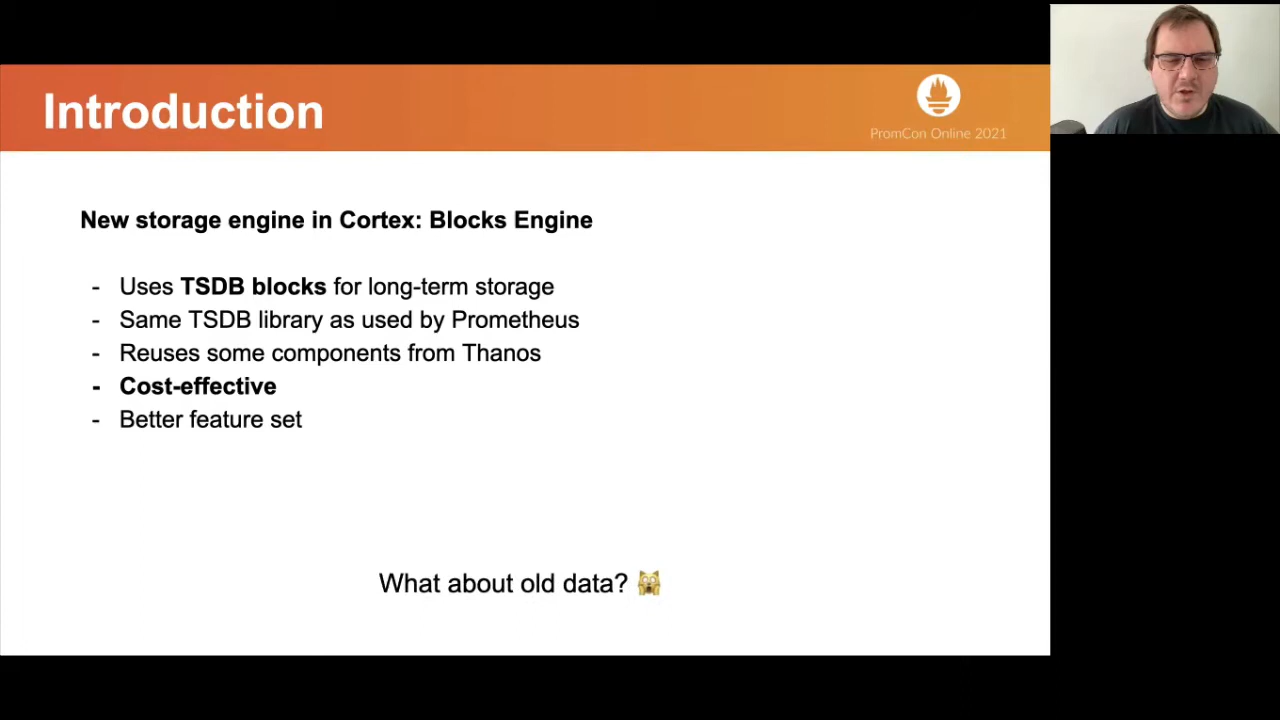 Introduction
PromCon Online 2021
New storage engine in Cortex: Blocks Engine
- Uses TSDB blocks for long-term storage
- Same TSDB library as used by Prometheus
- Reuses some components from Thanos
- Cost-effective
- Better feature set
What about old data? 🙀